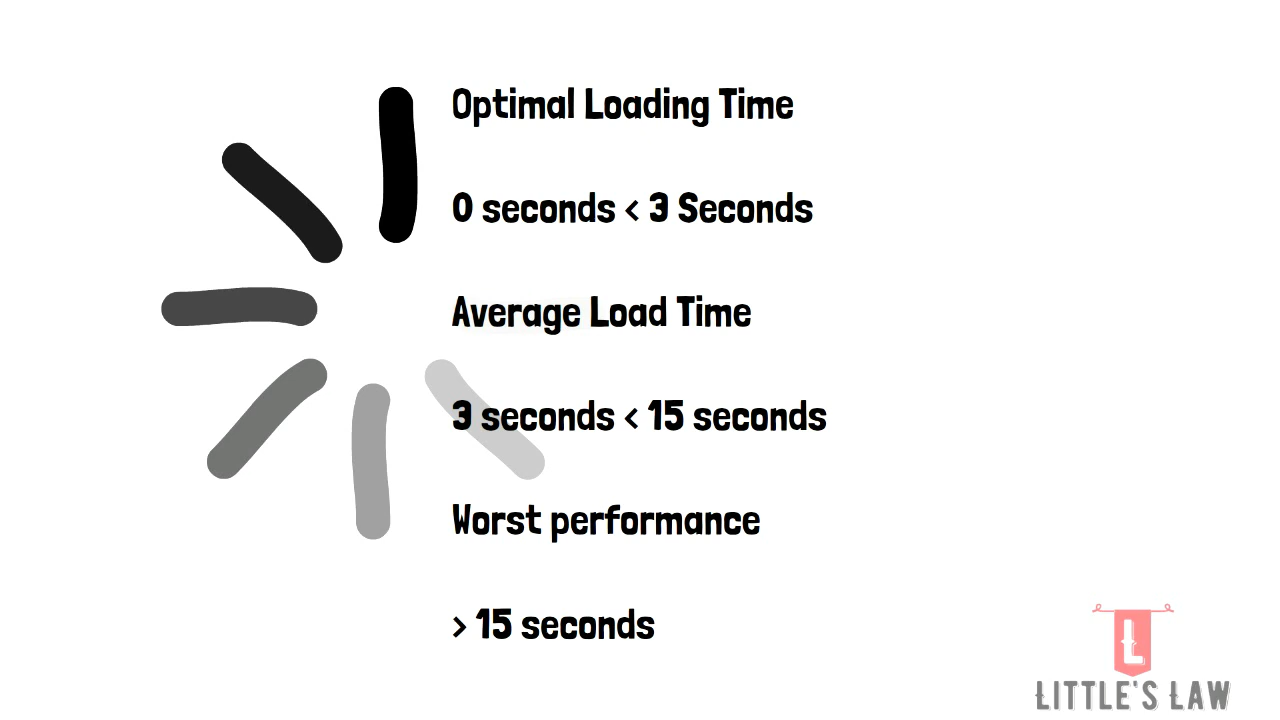 Optimal Loading Time
0 seconds < 3 Seconds
Average Load Time
3 seconds < 15 seconds
Worst performance
> 15 seconds
L
LITTLE'S LAW